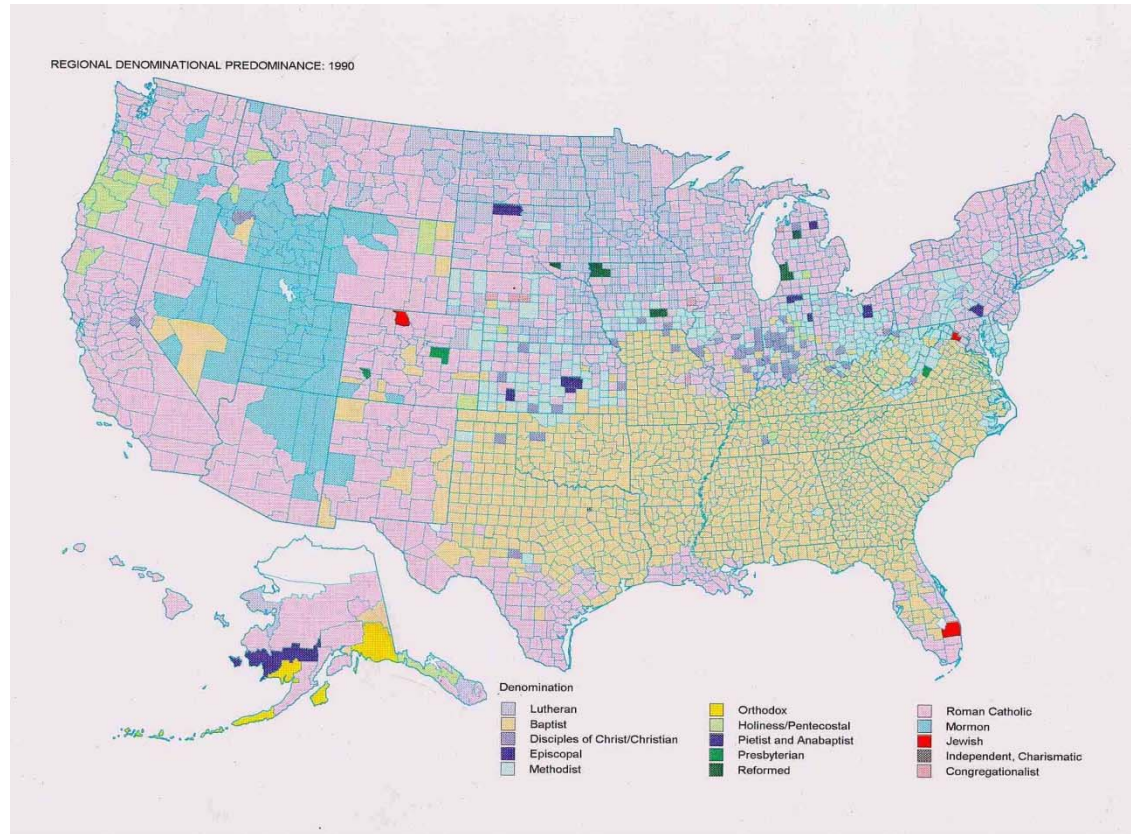 REGIONAL DENOMINATIONAL PREDOMINANCE: 1990
Denomination
Lutheran
Baptist
Disciples of Christ/Christian
Episcopal
Methodist
Orthodox
Holiness/Pentecostal
Pietist and Anabaptist
Presbyterian
Reformed
Roman Catholic
Mormon
Jewish
Independent, Charismatic
Congregationalist